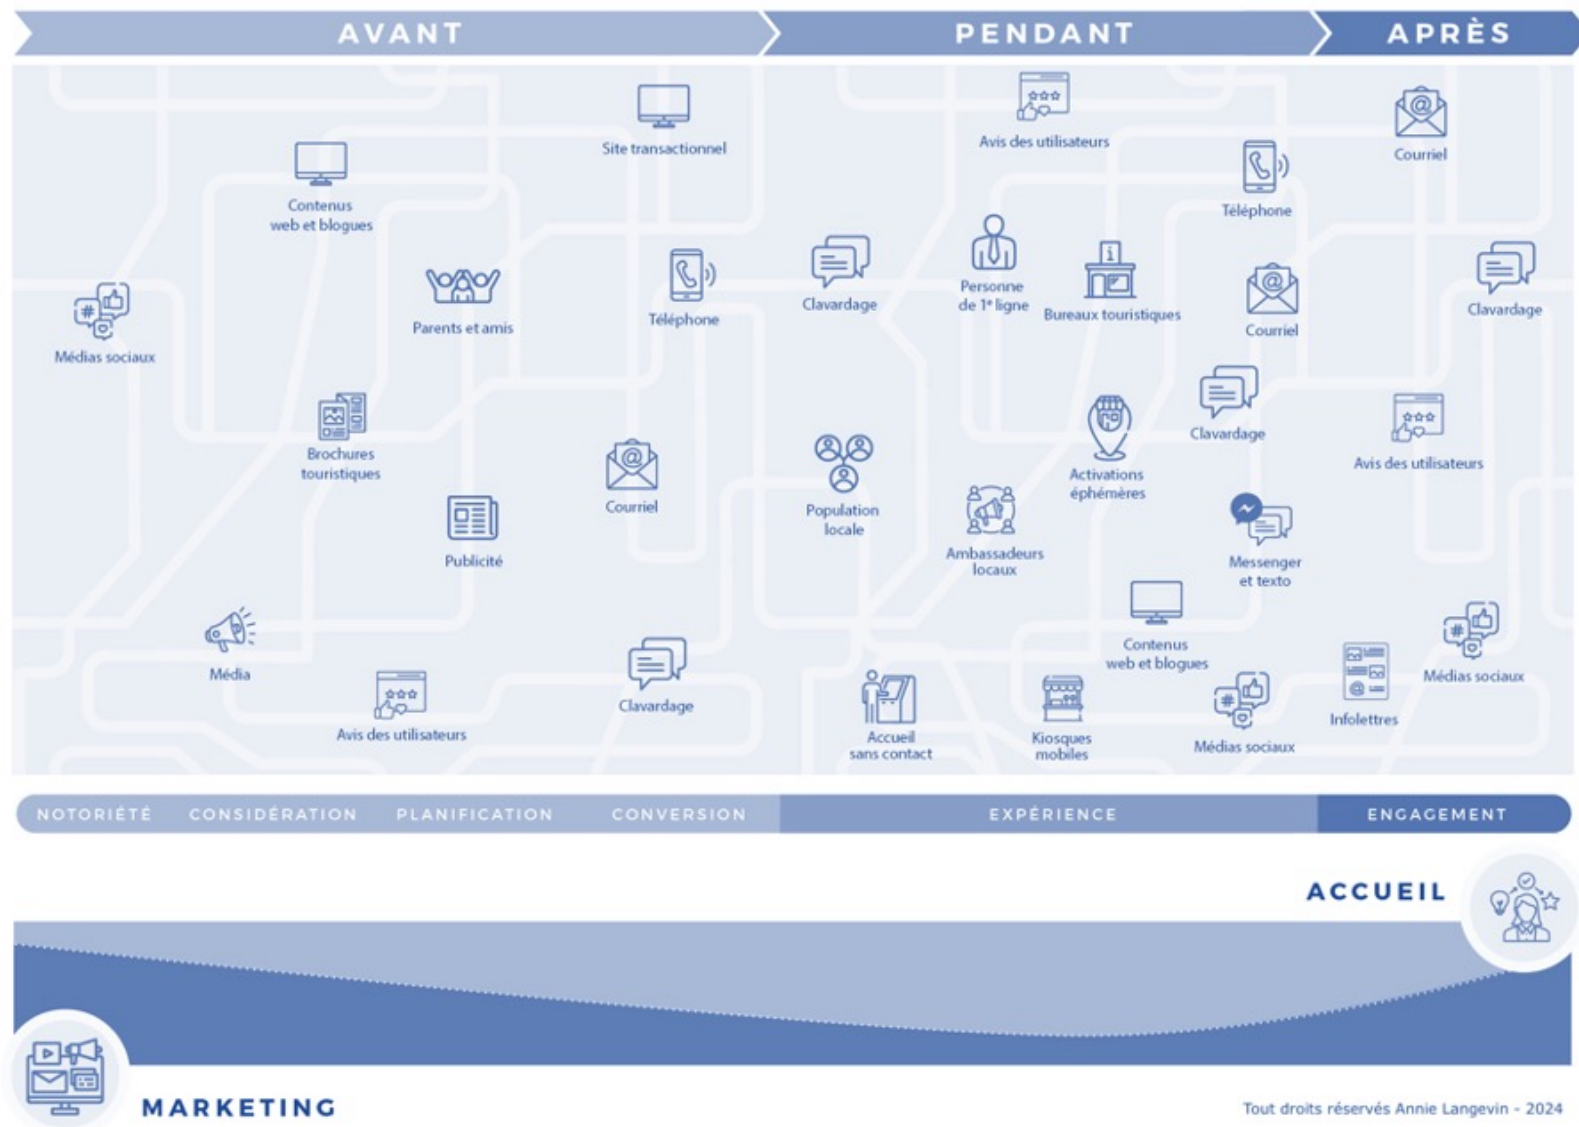 AVANT
PENDANT
APRÈS
Site transactionnel
Contenus
web et blogues
Médias sociaux
Parents et amis
Téléphone
Brochures
touristiques
Courriel
Publicité
Média
Avis des utilisateurs
Clavardage
Avis des utilisateurs
Téléphone
Clavardage
Personne
de 1e ligne
Bureaux touristiques
Courriel
Clavardage
Activations
éphémères
Population
locale
Ambassadeurs
locaux
Messenger
et texto
Contenus
web et blogues
Accueil
sans contact
Kiosques
mobiles
Médias sociaux
Courriel
Clavardage
Avis des utilisateurs
Médias sociaux
Infolettres
NOTORIÉTÉ
CONSIDÉRATION
PLANIFICATION
CONVERSION
EXPÉRIENCE
ENGAGEMENT
ACCUEIL
MARKETING
Tout droits réservés Annie Langevin - 2024